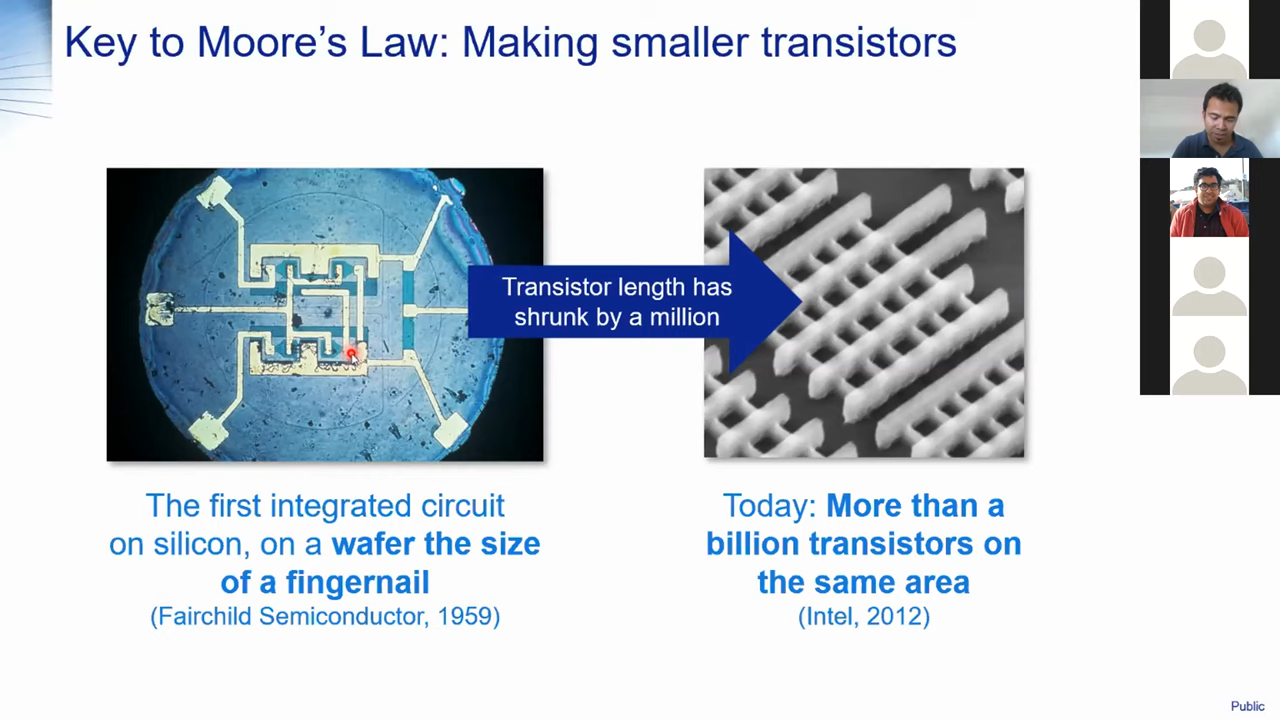 Key to Moore's Law: Making smaller transistors
Transistor length has
shrunk by a million
The first integrated circuit
on silicon, on a wafer the size
of a fingernail
(Fairchild Semiconductor, 1959)
Today: More than a
billion transistors on
the same area
(Intel, 2012)
Public